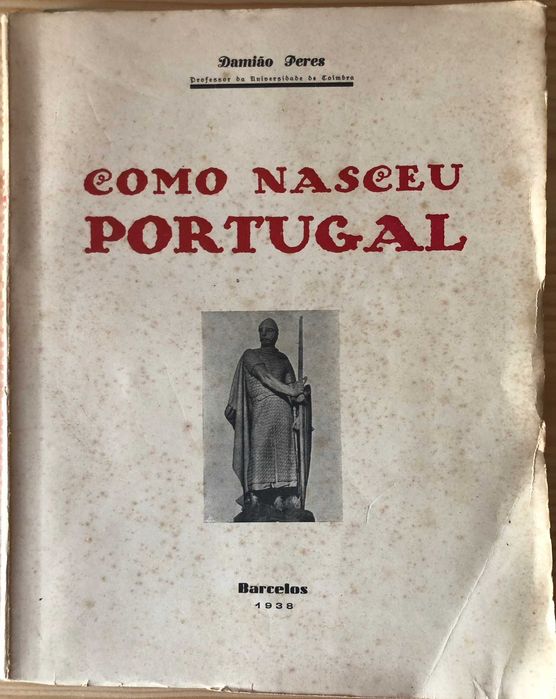 Damião Peres
Professor da Universidade de Coimbra
COMO NASCEU
PORTUGAL
Barcelos
1938